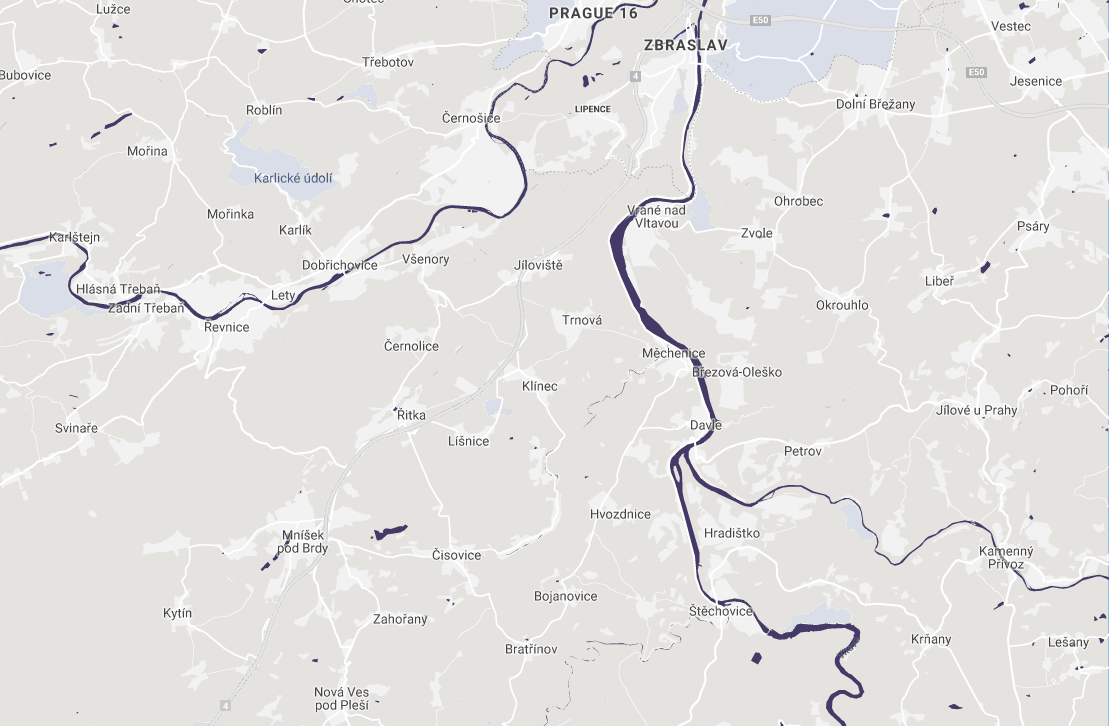 Lužce
PRAGUE 16
E50
Vestec
ZBRASLAV
Třebotov
Bubovice
4
E50
Jesenice
Roblín
LIPENCE
Dolní Břežany
Černošice
Mořina
Karlické údolí
Ohrobec
Mořinka
Vrané nad
Vltavou
Karlík
Psáry
Zvole
Karlštejn
Všenory
Dobřichovice
Jíloviště
Libeř
Hlásná Třebaň
Lety
Zadní Třebaň
Okrouhlo
Řevnice
Trnová
Černolice
Měchenice
Březová-Oleško
Klínec
Pohoří
Řitka
Jílové u Prahy
Svinaře
Davle
Líšnice
Petrov
Hvozdnice
Mníšek
pod Brdy
Hradištko
Čisovice
Kamenný
Přívoz
Bojanovice
Kytín
Štěchovice
Zahořany
Krňany
Lešany
Bratřínov
Nová Ves
pod Pleší
4